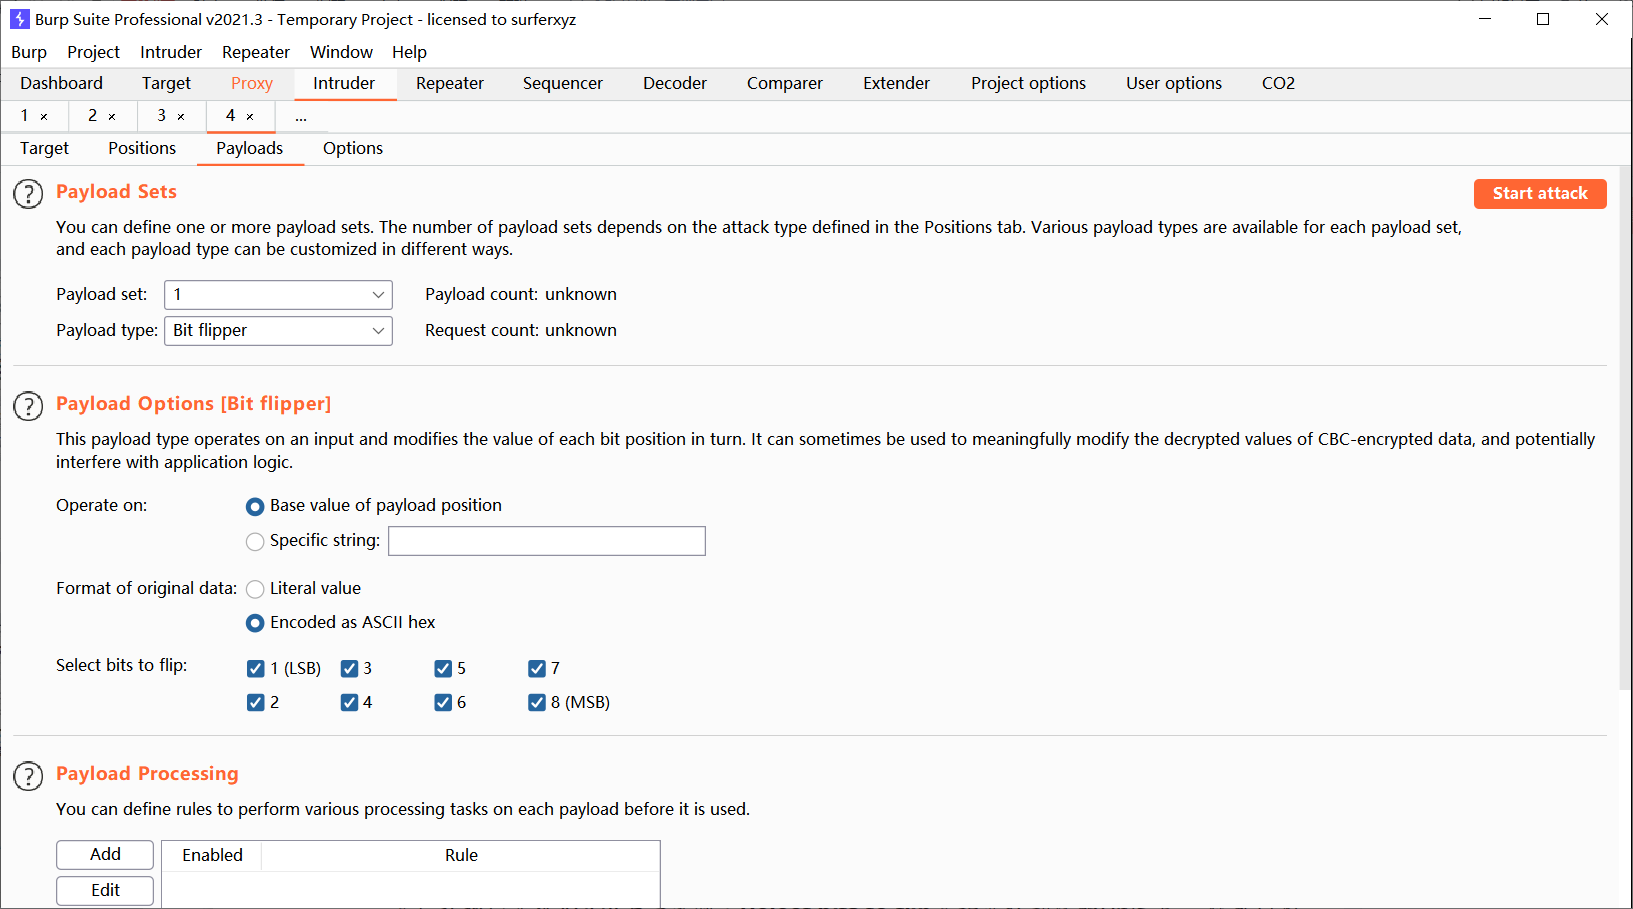 Burp Suite Professional v2021.3 - Temporary Project - licensed to surferxyz
Burp Project Intruder Repeater Window Help
Dashboard Target Proxy Intruder Repeater Sequencer Decoder Comparer Extender Project options User options CO2
1 × 2 × 3 × 4 × ...
Target Positions Payloads Options
? Payload Sets
Start attack
You can define one or more payload sets. The number of payload sets depends on the attack type defined in the Positions tab. Various payload types are available for each payload set,
and each payload type can be customized in different ways.
Payload set: 1 Payload count: unknown
Payload type: Bit flipper Request count: unknown
? Payload Options [Bit flipper]
This payload type operates on an input and modifies the value of each bit position in turn. It can sometimes be used to meaningfully modify the decrypted values of CBC-encrypted data, and potentially
interfere with application logic.
Operate on: Base value of payload position
Specific string:
Format of original data: Literal value
Encoded as ASCII hex
Select bits to flip: 1 (LSB) 3 5 7
2 4 6 8 (MSB)
? Payload Processing
You can define rules to perform various processing tasks on each payload before it is used.
Add Enabled Rule
Edit